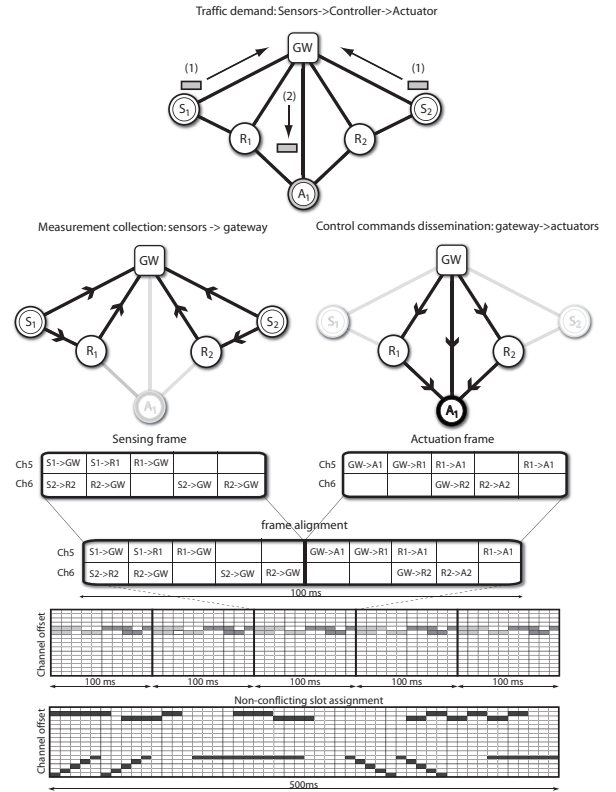 Traffic demand: Sensors->Controller->Actuator
GW
(1)
(1)
S1
S2
(2)
R1
R2
A1
Measurement collection: sensors -> gateway
Control commands dissemination: gateway->actuators
GW
GW
S1
S2
S1
S2
R1
R2
R1
R2
A1
A1
Sensing frame
Actuation frame
Ch5 S1->GW S1->R1 R1->GW
Ch5 GW->A1 GW->R1 R1->A1 R1->A1
Ch6 S2->R2 R2->GW S2->GW R2->GW
Ch6 GW->R2 R2->A2
frame alignment
Ch5 S1->GW S1->R1 R1->GW GW->A1 GW->R1 R1->A1 R1->A1
Ch6 S2->R2 R2->GW S2->GW R2->GW GW->R2 R2->A2
100 ms
Channel offset
100 ms 100 ms 100 ms 100 ms 100 ms
Non-conflicting slot assignment
Channel offset
500ms